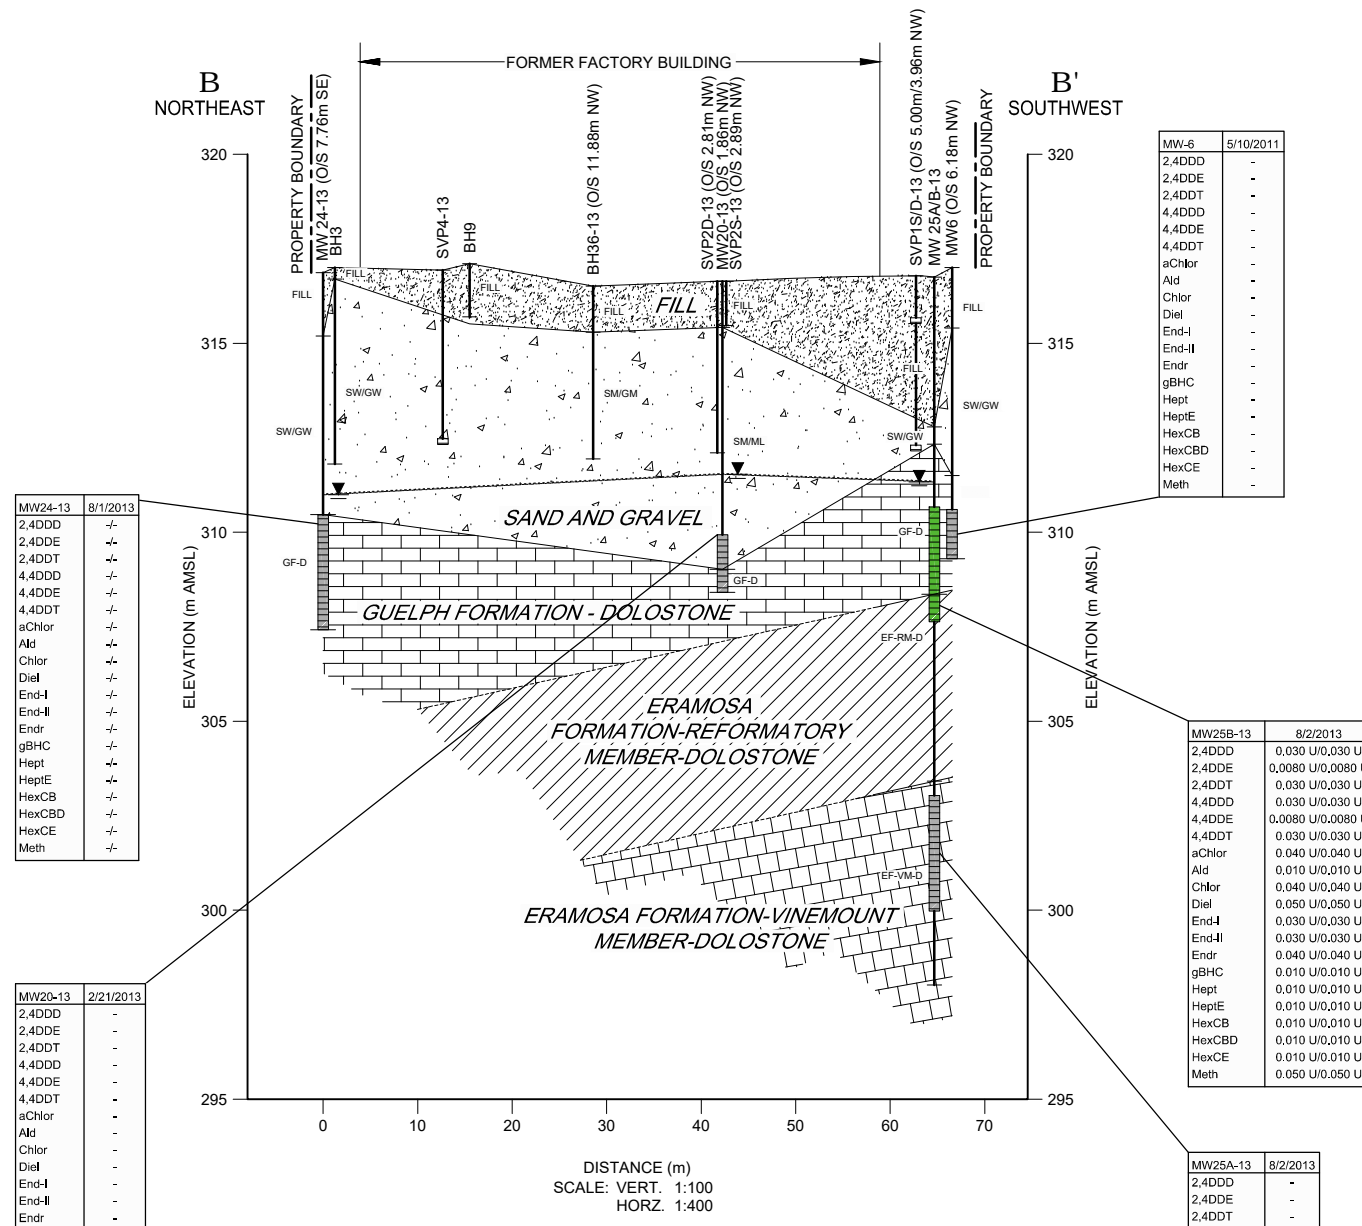 FORMER FACTORY BUILDING
B
NORTHEAST
B'
SOUTHWEST
PROPERTY BOUNDARY
MW 24-13 (O/S 7.76m SE)
BH3
SVP4-13
BH9
BH36-13 (O/S 11.88m NW)
SVP2D-13 (O/S 2.81m NW)
MW20-13 (O/S 1.86m NW)
SVP2S-13 (O/S 2.89m NW)
SVP1S/D-13 (O/S 5.00m/3.96m NW)
MW 25A/B-13
MW6 (O/S 6.18m NW)
PROPERTY BOUNDARY
320
315
310
305
300
295
ELEVATION (m AMSL)
320
315
310
305
300
295
ELEVATION (m AMSL)
FILL
FILL
FILL
FILL
FILL
FILL
FILL
FILL
SW/GW
SW/GW
SM/GM
SM/ML
SW/GW
SW/GW
SAND AND GRAVEL
GF-D
GF-D
GF-D
GUELPH FORMATION - DOLOSTONE
EF-RM-D
ERAMOSA
FORMATION-REFORMATORY
MEMBER-DOLOSTONE
EF-VM-D
ERAMOSA FORMATION-VINEMOUNT
MEMBER-DOLOSTONE
0 10 20 30 40 50 60 70
DISTANCE (m)
SCALE: VERT. 1:100
HORZ. 1:400
MW-6 5/10/2011
2,4DDD -
2,4DDE -
2,4DDT -
4,4DDD -
4,4DDE -
4,4DDT -
aChlor -
Ald -
Chlor -
Diel -
End-I -
End-II -
Endr -
gBHC -
Hept -
HeptE -
HexCB -
HexCBD -
HexCE -
Meth -
MW24-13 8/1/2013
2,4DDD -/-
2,4DDE -/-
2,4DDT -/-
4,4DDD -/-
4,4DDE -/-
4,4DDT -/-
aChlor -/-
Ald -/-
Chlor -/-
Diel -/-
End-I -/-
End-II -/-
Endr -/-
gBHC -/-
Hept -/-
HeptE -/-
HexCB -/-
HexCBD -/-
HexCE -/-
Meth -/-
MW25B-13 8/2/2013
2,4DDD 0.030 U/0.030 U
2,4DDE 0.0080 U/0.0080 U
2,4DDT 0.030 U/0.030 U
4,4DDD 0.030 U/0.030 U
4,4DDE 0.0080 U/0.0080 U
4,4DDT 0.030 U/0.030 U
aChlor 0.040 U/0.040 U
Ald 0.010 U/0.010 U
Chlor 0.040 U/0.040 U
Diel 0.050 U/0.050 U
End-I 0.030 U/0.030 U
End-II 0.030 U/0.030 U
Endr 0.040 U/0.040 U
gBHC 0.010 U/0.010 U
Hept 0.010 U/0.010 U
HeptE 0.010 U/0.010 U
HexCB 0.010 U/0.010 U
HexCBD 0.010 U/0.010 U
HexCE 0.010 U/0.010 U
Meth 0.050 U/0.050 U
MW20-13 2/21/2013
2,4DDD -
2,4DDE -
2,4DDT -
4,4DDD -
4,4DDE -
4,4DDT -
aChlor -
Ald -
Chlor -
Diel -
End-I -
End-II -
Endr -
MW25A-13 8/2/2013
2,4DDD -
2,4DDE -
2,4DDT -